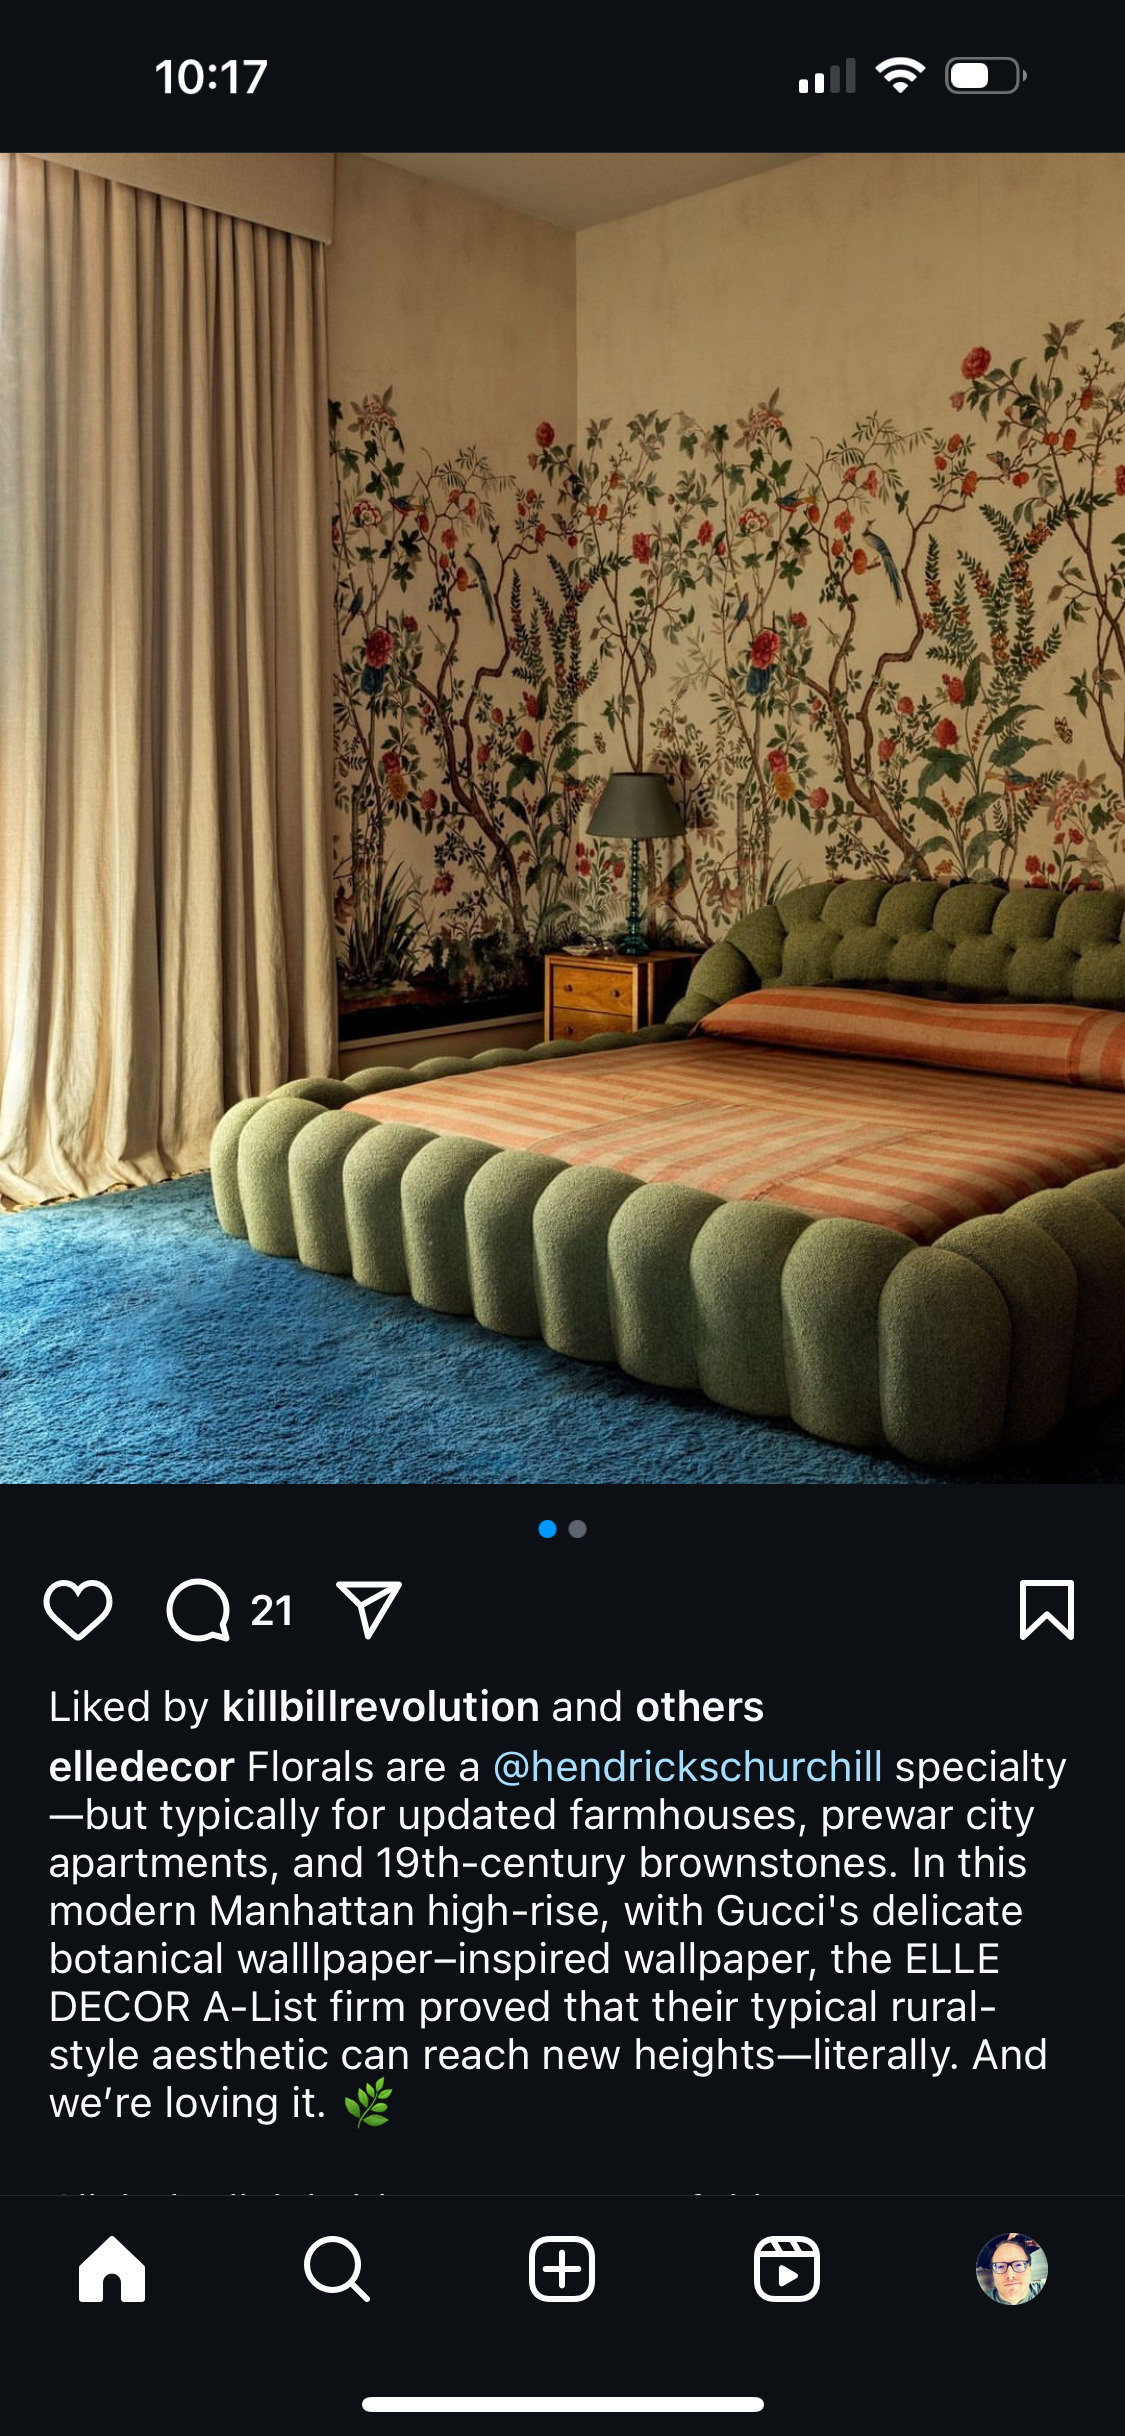 10:17
21
Liked by killbillrevolution and others
elledecor Florals are a @hendrickschurchill specialty
—but typically for updated farmhouses, prewar city
apartments, and 19th-century brownstones. In this
modern Manhattan high-rise, with Gucci's delicate
botanical walllpaper–inspired wallpaper, the ELLE
DECOR A-List firm proved that their typical rural-
style aesthetic can reach new heights—literally. And
we’re loving it. 🌿